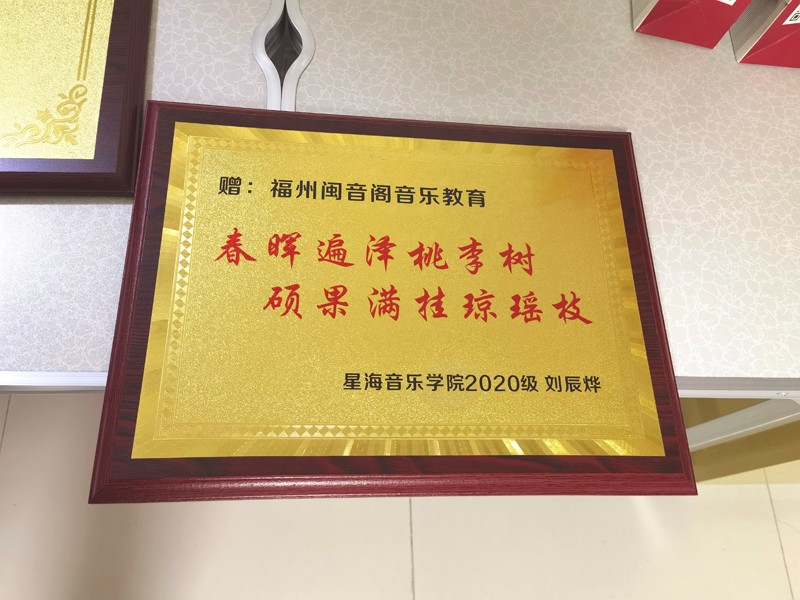 赠：福州闽音阁音乐教育
春晖遍泽桃李树
硕果满挂琼瑶枝
星海音乐学院2020级 刘辰烨